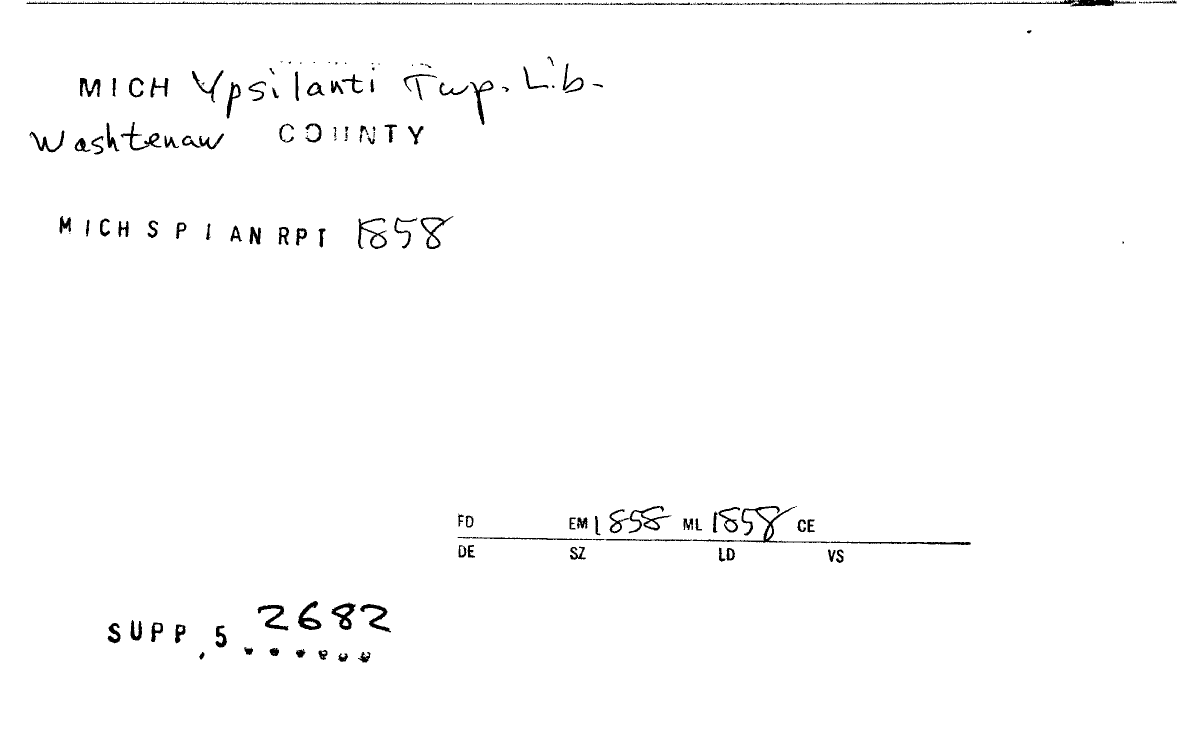 MICH Ypsilanti Twp. Lib.
Washtenaw COUNTY
MICH S P I AN RPT 1858
FD EM 1858 ML 1858 CE
DE SZ LD VS
SUPP, 5 2682